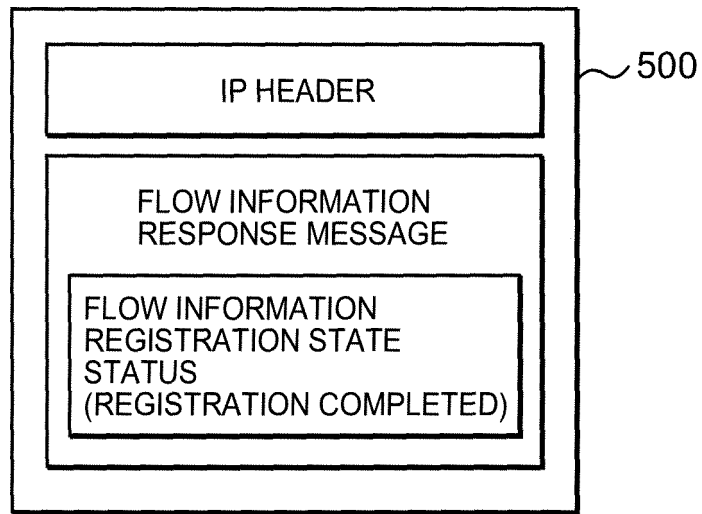 IP HEADER
500
FLOW INFORMATION
RESPONSE MESSAGE
FLOW INFORMATION
REGISTRATION STATE
STATUS
(REGISTRATION COMPLETED)